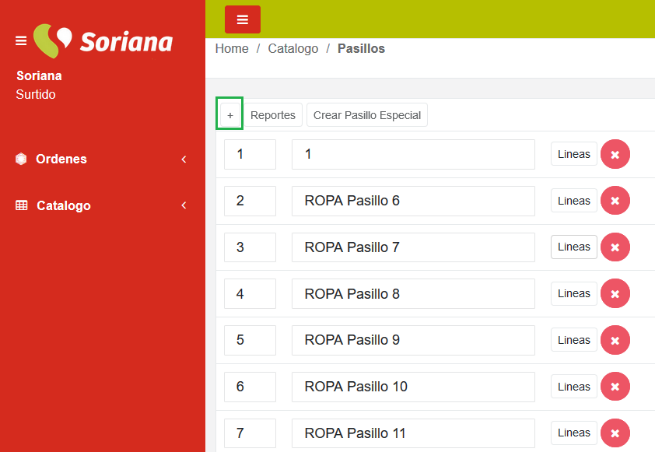 Soriana
Soriana
Surtido
Ordenes
Catalogo
Home / Catalogo / Pasillos
+ Reportes Crear Pasillo Especial
1 1 Lineas
2 ROPA Pasillo 6 Lineas
3 ROPA Pasillo 7 Lineas
4 ROPA Pasillo 8 Lineas
5 ROPA Pasillo 9 Lineas
6 ROPA Pasillo 10 Lineas
7 ROPA Pasillo 11 Lineas